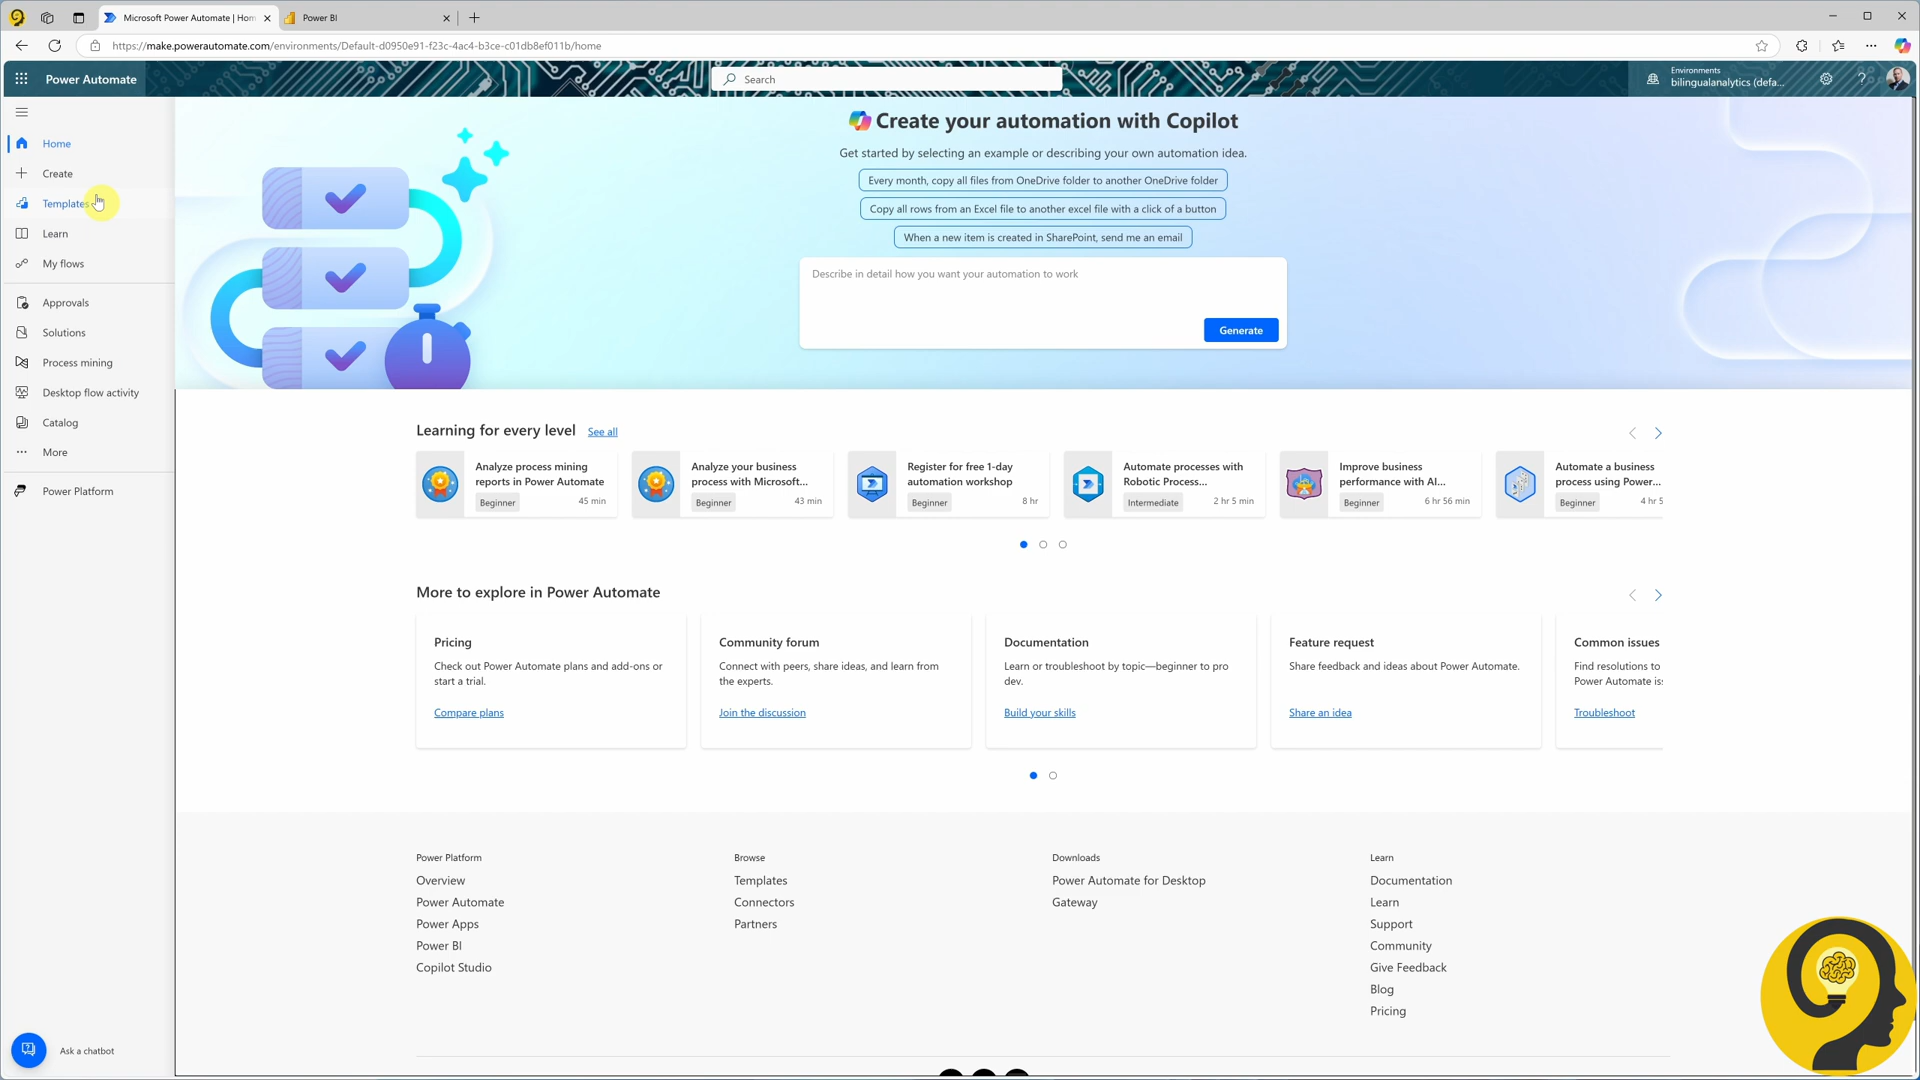 Microsoft Power Automate | Hom
Power BI
https://make.powerautomate.com/environments/Default-d0950e91-f23c-4ac4-b3ce-c01db8ef011b/home
Power Automate
Search
Environments
bilingualanalytics (defa...
Home
Create
Templates
Learn
My flows
Approvals
Solutions
Process mining
Desktop flow activity
Catalog
More
Power Platform
Ask a chatbot
Create your automation with Copilot
Get started by selecting an example or describing your own automation idea.
Every month, copy all files from OneDrive folder to another OneDrive folder
Copy all rows from an Excel file to another excel file with a click of a button
When a new item is created in SharePoint, send me an email
Describe in detail how you want your automation to work
Generate
Learning for every level
See all
Analyze process mining
reports in Power Automate
Beginner
45 min
Analyze your business
process with Microsoft...
Beginner
43 min
Register for free 1-day
automation workshop
Beginner
8 hr
Automate processes with
Robotic Process...
Intermediate
2 hr 5 min
Improve business
performance with AI...
Beginner
6 hr 56 min
Automate a business
process using Power...
Beginner
4 hr 5
More to explore in Power Automate
Pricing
Check out Power Automate plans and add-ons or
start a trial.
Compare plans
Community forum
Connect with peers, share ideas, and learn from
the experts.
Join the discussion
Documentation
Learn or troubleshoot by topic—beginner to pro
dev.
Build your skills
Feature request
Share feedback and ideas about Power Automate.
Share an idea
Common issues
Find resolutions to
Power Automate is
Troubleshoot
Power Platform
Overview
Power Automate
Power Apps
Power BI
Copilot Studio
Browse
Templates
Connectors
Partners
Downloads
Power Automate for Desktop
Gateway
Learn
Documentation
Learn
Support
Community
Give Feedback
Blog
Pricing